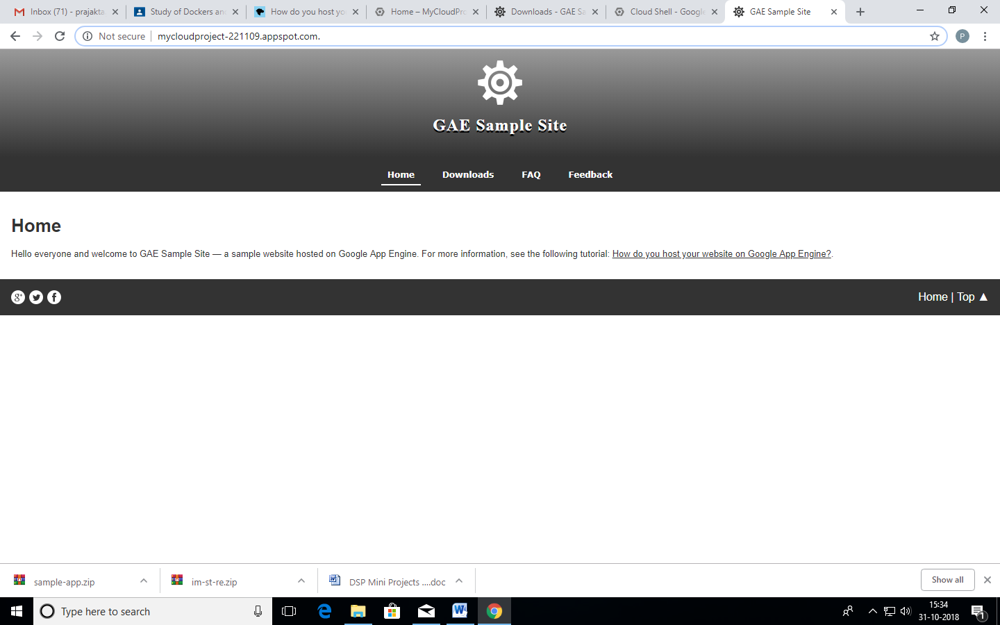 Inbox (71) - prajakta
Study of Dockers an
How do you host yo
Home – MyCloudPro
Downloads - GAE Sa
Cloud Shell - Google
GAE Sample Site
Not secure
mycloudproject-221109.appspot.com.
P
GAE Sample Site
Home Downloads FAQ Feedback
Home
Hello everyone and welcome to GAE Sample Site — a sample website hosted on Google App Engine. For more information, see the following tutorial: How do you host your website on Google App Engine?.
Home | Top ▲
sample-app.zip
im-st-re.zip
DSP Mini Projects ....doc
Show all
Type here to search
15:34
31-10-2018
1